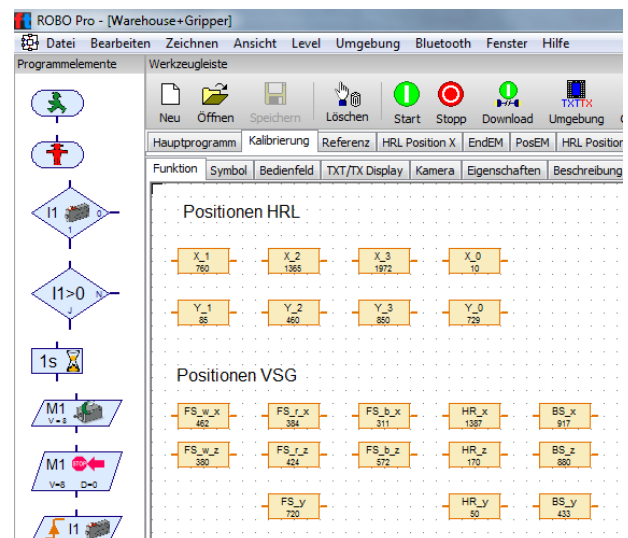 ROBO Pro - [Warehouse+Gripper]
Datei Bearbeiten Zeichnen Ansicht Level Umgebung Bluetooth Fenster Hilfe
Programmelemente
Werkzeugleiste
Neu Öffnen Speichern Löschen Start Stopp Download Umgebung
TXTTX
Hauptprogramm Kalibrierung Referenz HRL Position X EndEM PosEM HRL Position
Funktion Symbol Bedienfeld TXT/TX Display Kamera Eigenschaften Beschreibung
Positionen HRL
X_1 X_2 X_3 X_0
760 1365 1972 10
Y_1 Y_2 Y_3 Y_0
85 460 850 729
Positionen VSG
FS_w_x FS_r_x FS_b_x HR_x BS_x
462 384 311 1387 917
FS_w_z FS_r_z FS_b_z HR_z BS_z
380 424 572 170 880
FS_y HR_y BS_y
720 50 433
I1 0
1
I1>0 N
J
1s
M1
V=8
M1 STOP
V=8 D=0
I1